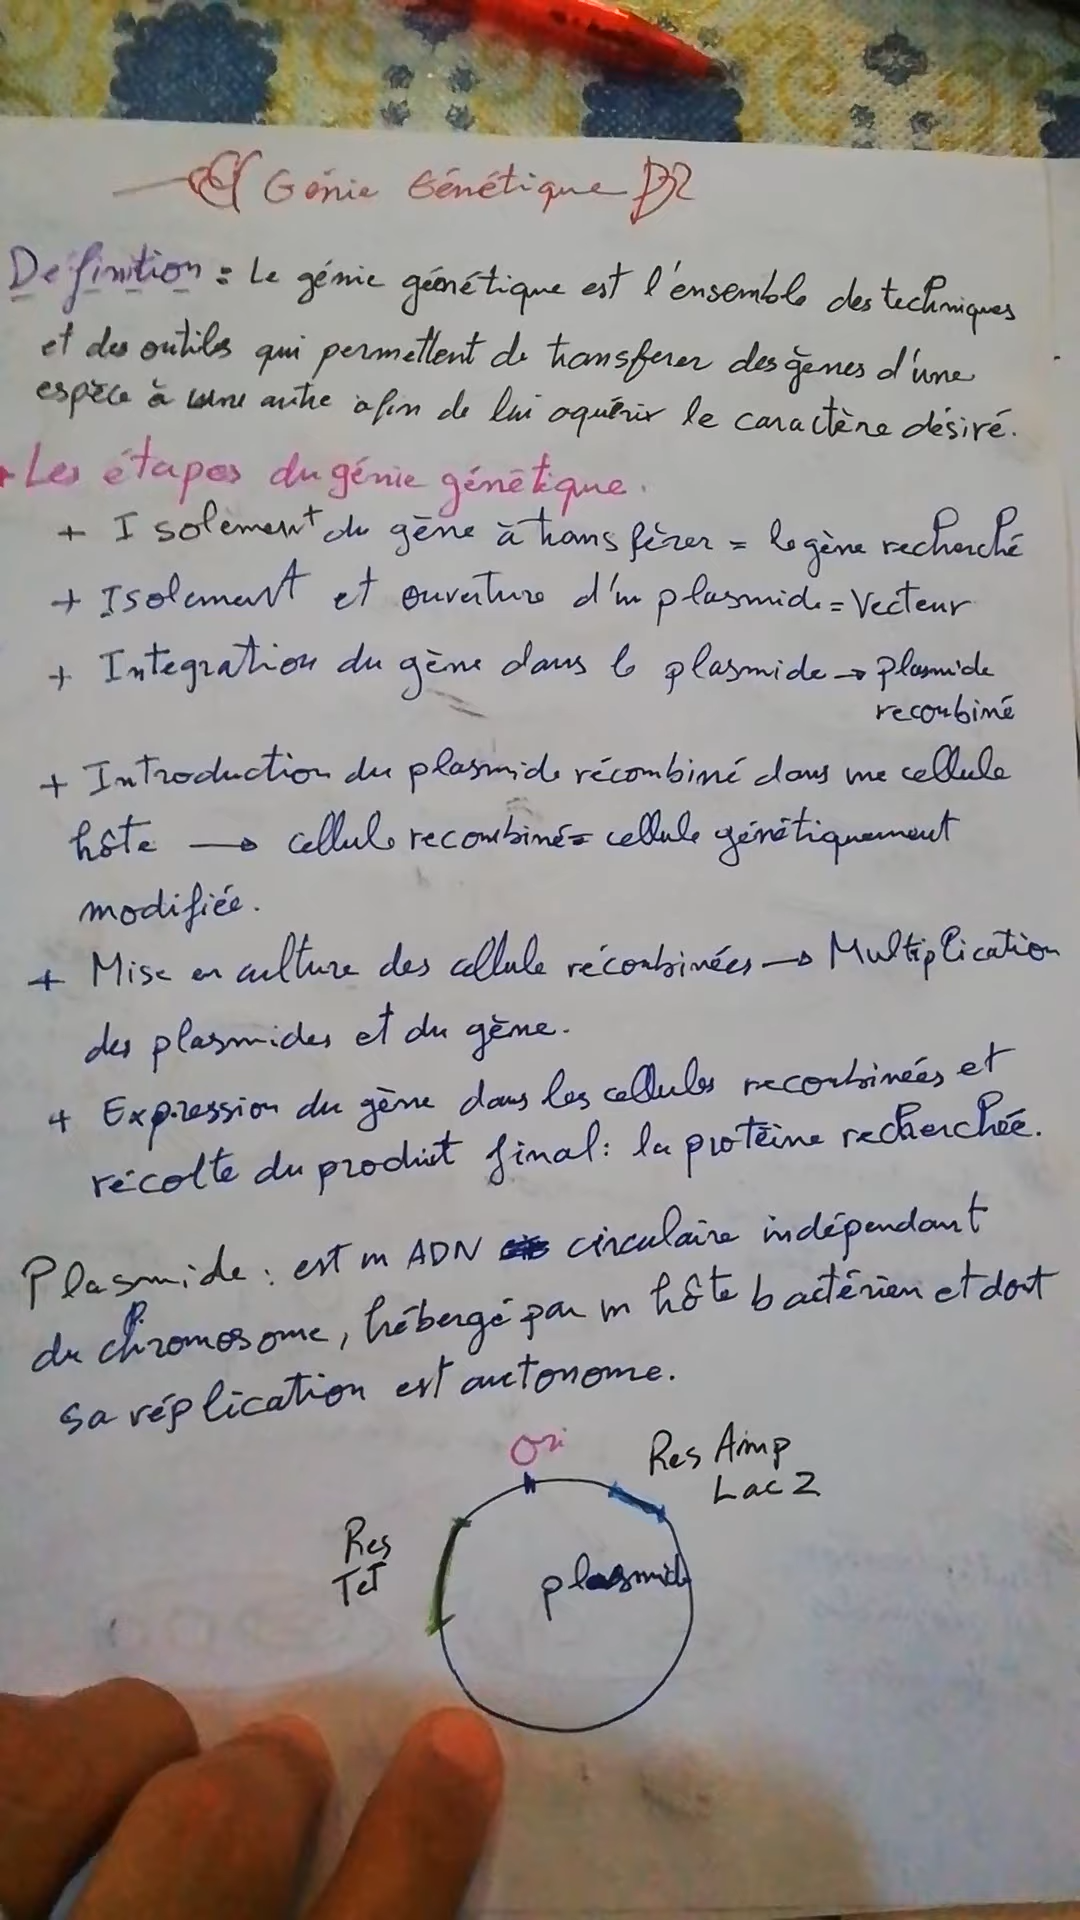 Génie Génétique
Définition : Le génie géonétique est l'ensemble des techniques
et des outils qui permettent de transferer des gènes d'une
espèce à une autre afin de lui aquérir le caractère désiré.
Les étapes du génie génétique.
+ Isolement du gène à transférer = le gène recherché
+ Isolement et ouverture d'un plasmide = Vecteur
+ Integration du gène dans le plasmide → plasmide
recombiné
+ Introduction du plasmide récombiné dans une cellule
hôte → cellule recombiné = cellule génétiquement
modifiée.
+ Mise en culture des cellule récombinées → Multiplication
des plasmides et du gène.
+ Expression du gène dans les cellules recombinées et
récolte du produit final : la protéine recherchée.
Plasmide : est un ADN circulaire indépendant
du chromosome, hébergé par un hôte bactérien et dont
sa réplication est autonome.
Ori
Res Amp
Lac Z
Res
Tet
plasmide